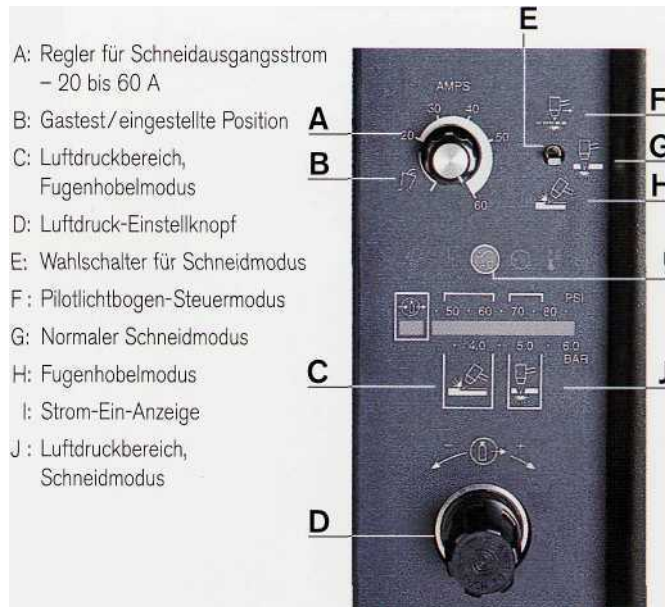 A: Regler für Schneidausgangsstrom
– 20 bis 60 A
B: Gastest/eingestellte Position
C: Luftdruckbereich,
Fugenhobelmodus
D: Luftdruck-Einstellknopf
E: Wahlschalter für Schneidmodus
F: Pilotlichtbogen-Steuermodus
G: Normaler Schneidmodus
H: Fugenhobelmodus
I: Strom-Ein-Anzeige
J: Luftdruckbereich,
Schneidmodus
E
AMPS
F
30 40
A 20 50
G
B
60
H
PSI
50 · 60 · 70 · 80
4.0 · 5.0 · 6.0
BAR
C
J
− +
D